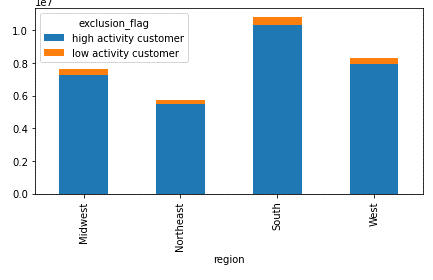 1e7
exclusion_flag
high activity customer
low activity customer
1.0
0.8
0.6
0.4
0.2
0.0
Midwest
Northeast
South
West
region